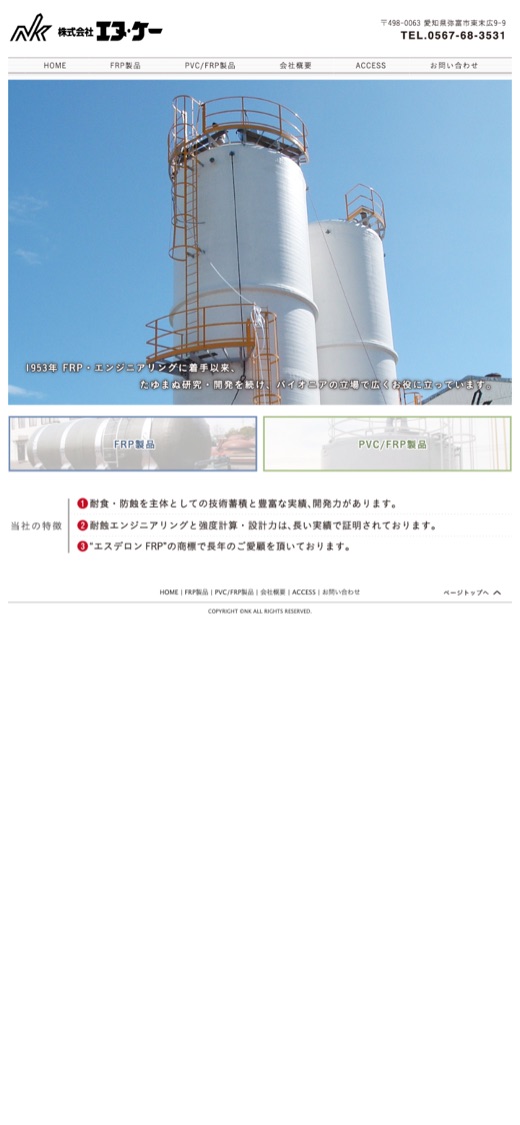 NK 株式会社 エヌ・ケー
〒498-0063 愛知県弥富市東末広9-9
TEL.0567-68-3531
HOME FRP製品 PVC/FRP製品 会社概要 ACCESS お問い合わせ
1953年 FRP・エンジニアリングに着手以来、
たゆまぬ研究・開発を続け、パイオニアの立場で広くお役に立っています。
FRP製品 PVC/FRP製品
当社の特徴
1 耐食・防蝕を主体としての技術蓄積と豊富な実績、開発力があります。
2 耐蝕エンジニアリングと強度計算・設計力は、長い実績で証明されております。
3 “エスデロン FRP”の商標で長年のご愛顧を頂いております。
HOME | FRP製品 | PVC/FRP製品 | 会社概要 | ACCESS | お問い合わせ
ページトップへ
COPYRIGHT ©NK ALL RIGHTS RESERVED.